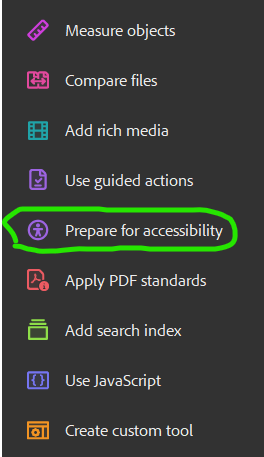 Measure objects
Compare files
Add rich media
Use guided actions
Prepare for accessibility
Apply PDF standards
Add search index
Use JavaScript
Create custom tool